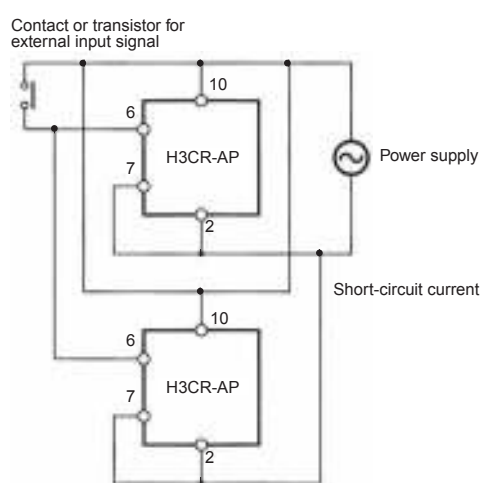 Contact or transistor for
external input signal
10
6
H3CR-AP
Power supply
7
2
Short-circuit current
10
6
H3CR-AP
7
2